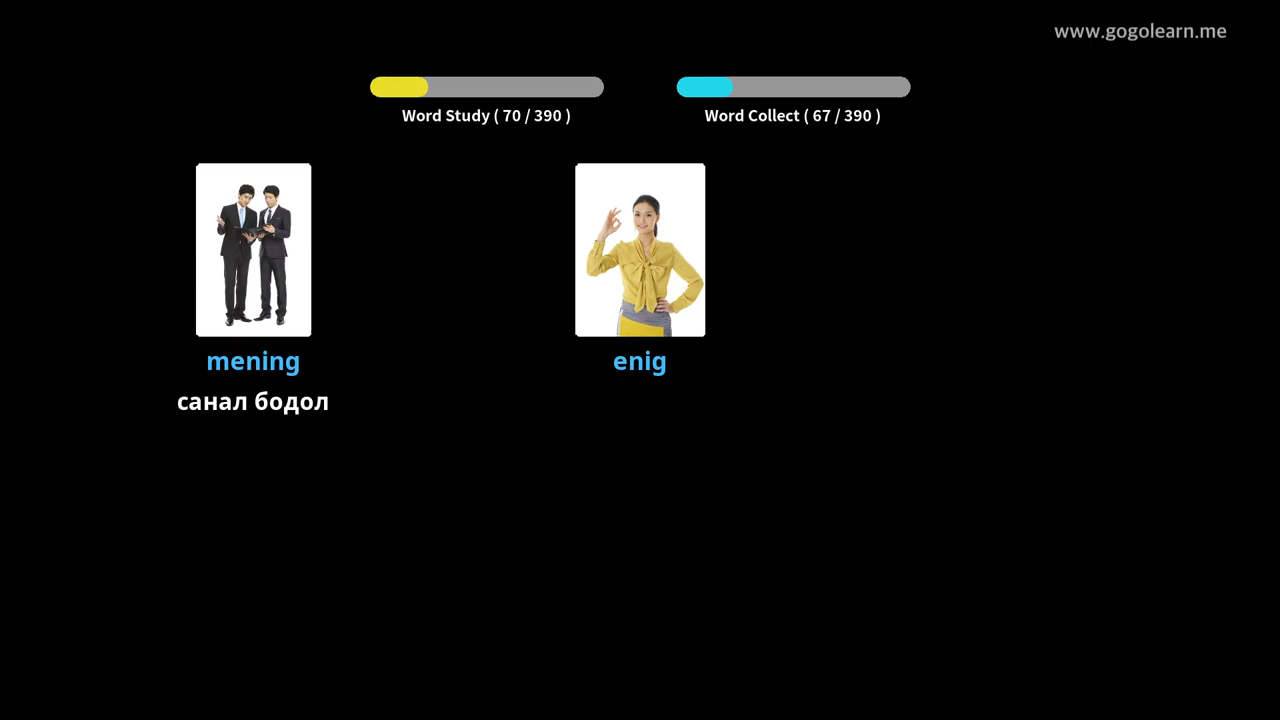 www.gogolearn.me
Word Study ( 70 / 390 )
Word Collect ( 67 / 390 )
mening
enig
санал бодол